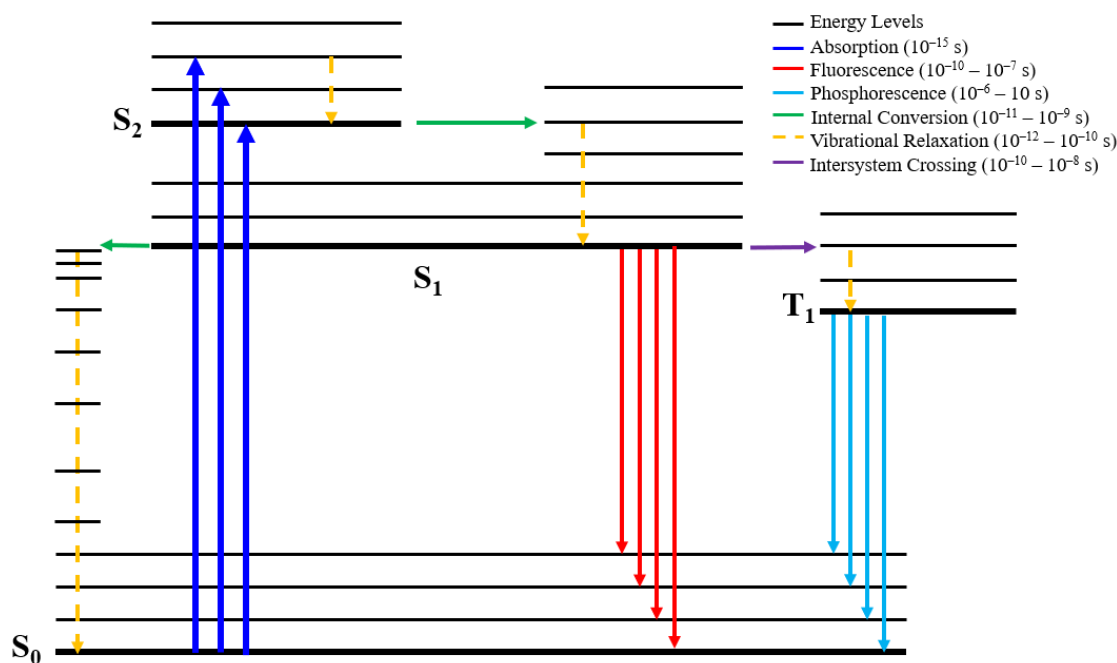 Energy Levels
Absorption (10⁻¹⁵ s)
Fluorescence (10⁻¹⁰ – 10⁻⁷ s)
Phosphorescence (10⁻⁶ – 10 s)
Internal Conversion (10⁻¹¹ – 10⁻⁹ s)
Vibrational Relaxation (10⁻¹² – 10⁻¹⁰ s)
Intersystem Crossing (10⁻¹⁰ – 10⁻⁸ s)
S₂
S₁
T₁
S₀